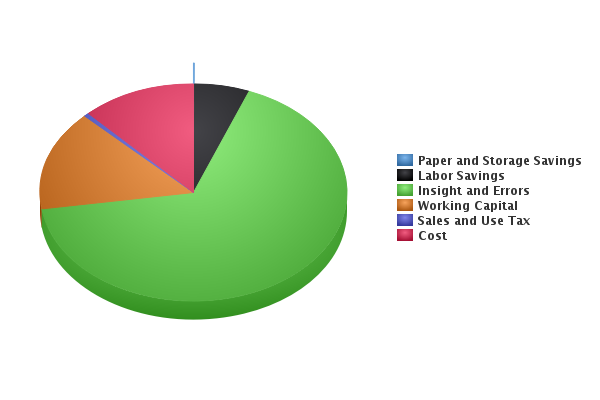 Paper and Storage Savings
Labor Savings
Insight and Errors
Working Capital
Sales and Use Tax
Cost